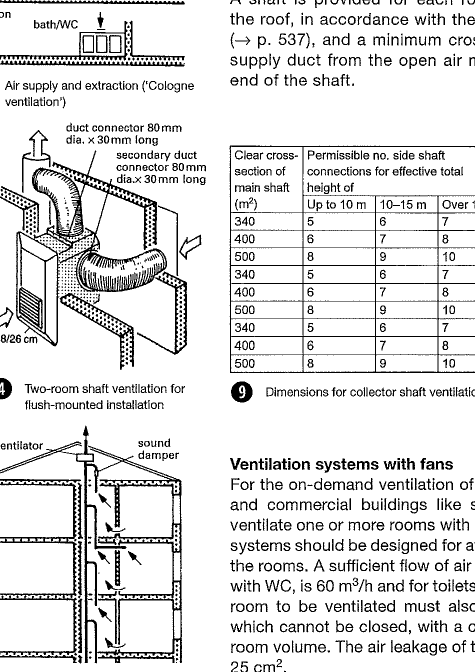 on
bath/WC
Air supply and extraction ('Cologne
ventilation')
duct connector 80 mm
dia. x 30 mm long
secondary duct
connector 80 mm
dia.x 30 mm long
8/26 cm
4 Two-room shaft ventilation for
flush-mounted installation
ventilator
sound
damper
A shaft is provided for each
the roof, in accordance with the
(→ p. 537), and a minimum
supply duct from the open air
end of the shaft.
Clear cross- Permissible no. side shaft
section of connections for effective total
main shaft height of
(m²) Up to 10 m 10–15 m Over
340 5 6 7
400 6 7 8
500 8 9 10
340 5 6 7
400 6 7 8
500 8 9 10
340 5 6 7
400 6 7 8
500 8 9 10
9 Dimensions for collector shaft
Ventilation systems with fans
For the on-demand ventilation of
and commercial buildings like
ventilate one or more rooms with
systems should be designed for
the rooms. A sufficient flow of air
with WC, is 60 m³/h and for toilets
room to be ventilated must
which cannot be closed, with a
room volume. The air leakage of
25 cm².